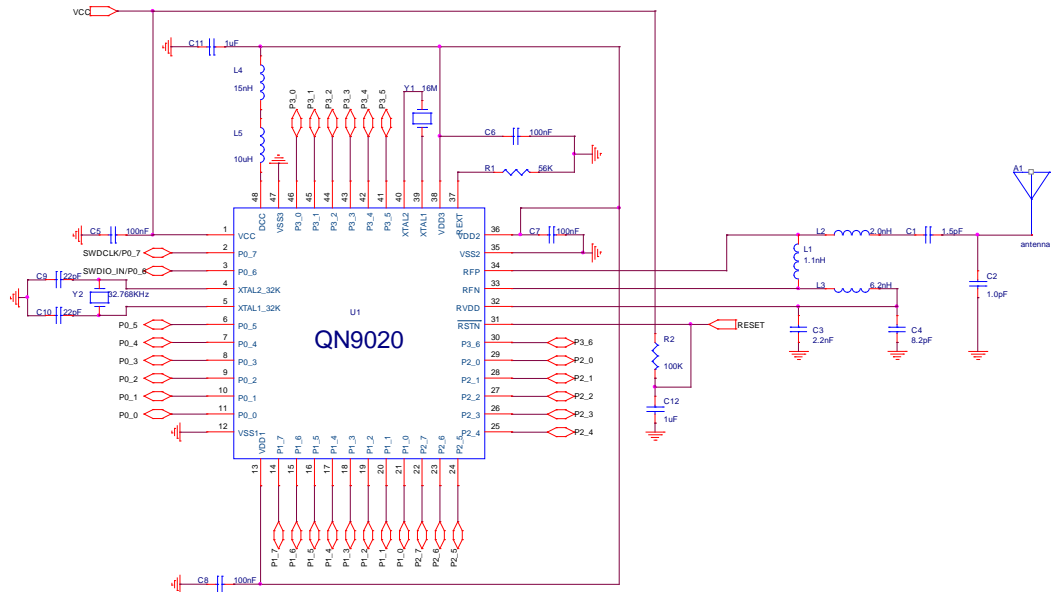 VCC
C11 1uF
L4
15nH
L5
10uH
P3_0
P3_1
P3_2
P3_3
P3_4
P3_5
Y1 16M
C6 100nF
R1 56K
48
47
46
45
44
43
42
41
40
39
38
37
DCC
VSS3
P3_0
P3_1
P3_2
P3_3
P3_4
P3_5
XTAL2
XTAL1
VDD3
REXT
C5 100nF
SWDCLK/P0_7
SWDIO_IN/P0_6
C9 22pF
Y2 32.768KHz
C10 22pF
P0_5
P0_4
P0_3
P0_2
P0_1
P0_0
1 VCC
2 P0_7
3 P0_6
4 XTAL2_32K
5 XTAL1_32K
6 P0_5
7 P0_4
8 P0_3
9 P0_2
10 P0_1
11 P0_0
12 VSS1
U1
QN9020
VDD2 36
VSS2 35
RFP 34
RFN 33
RVDD 32
RSTN 31
P3_6 30
P2_0 29
P2_1 28
P2_2 27
P2_3 26
P2_4 25
C7 100nF
RESET
R2
100K
C12
1uF
P3_6
P2_0
P2_1
P2_2
P2_3
P2_4
L2 2.0nH
C1 1.5pF
L1
1.1nH
L3 6.2nH
C3
2.2nF
C4
8.2pF
C2
1.0pF
A1
antenna
VDD1
P1_7
P1_6
P1_5
P1_4
P1_3
P1_2
P1_1
P1_0
P2_7
P2_6
P2_5
13
14
15
16
17
18
19
20
21
22
23
24
P1_7
P1_6
P1_5
P1_4
P1_3
P1_2
P1_1
P1_0
P2_7
P2_6
P2_5
C8 100nF